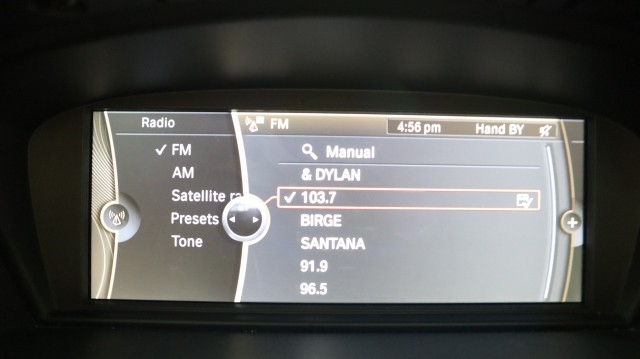 Radio
FM
4:56 pm
Hand BY
FM
AM
Satellite ra
Presets
Tone
Manual
& DYLAN
103.7
BIRGE
SANTANA
91.9
96.5